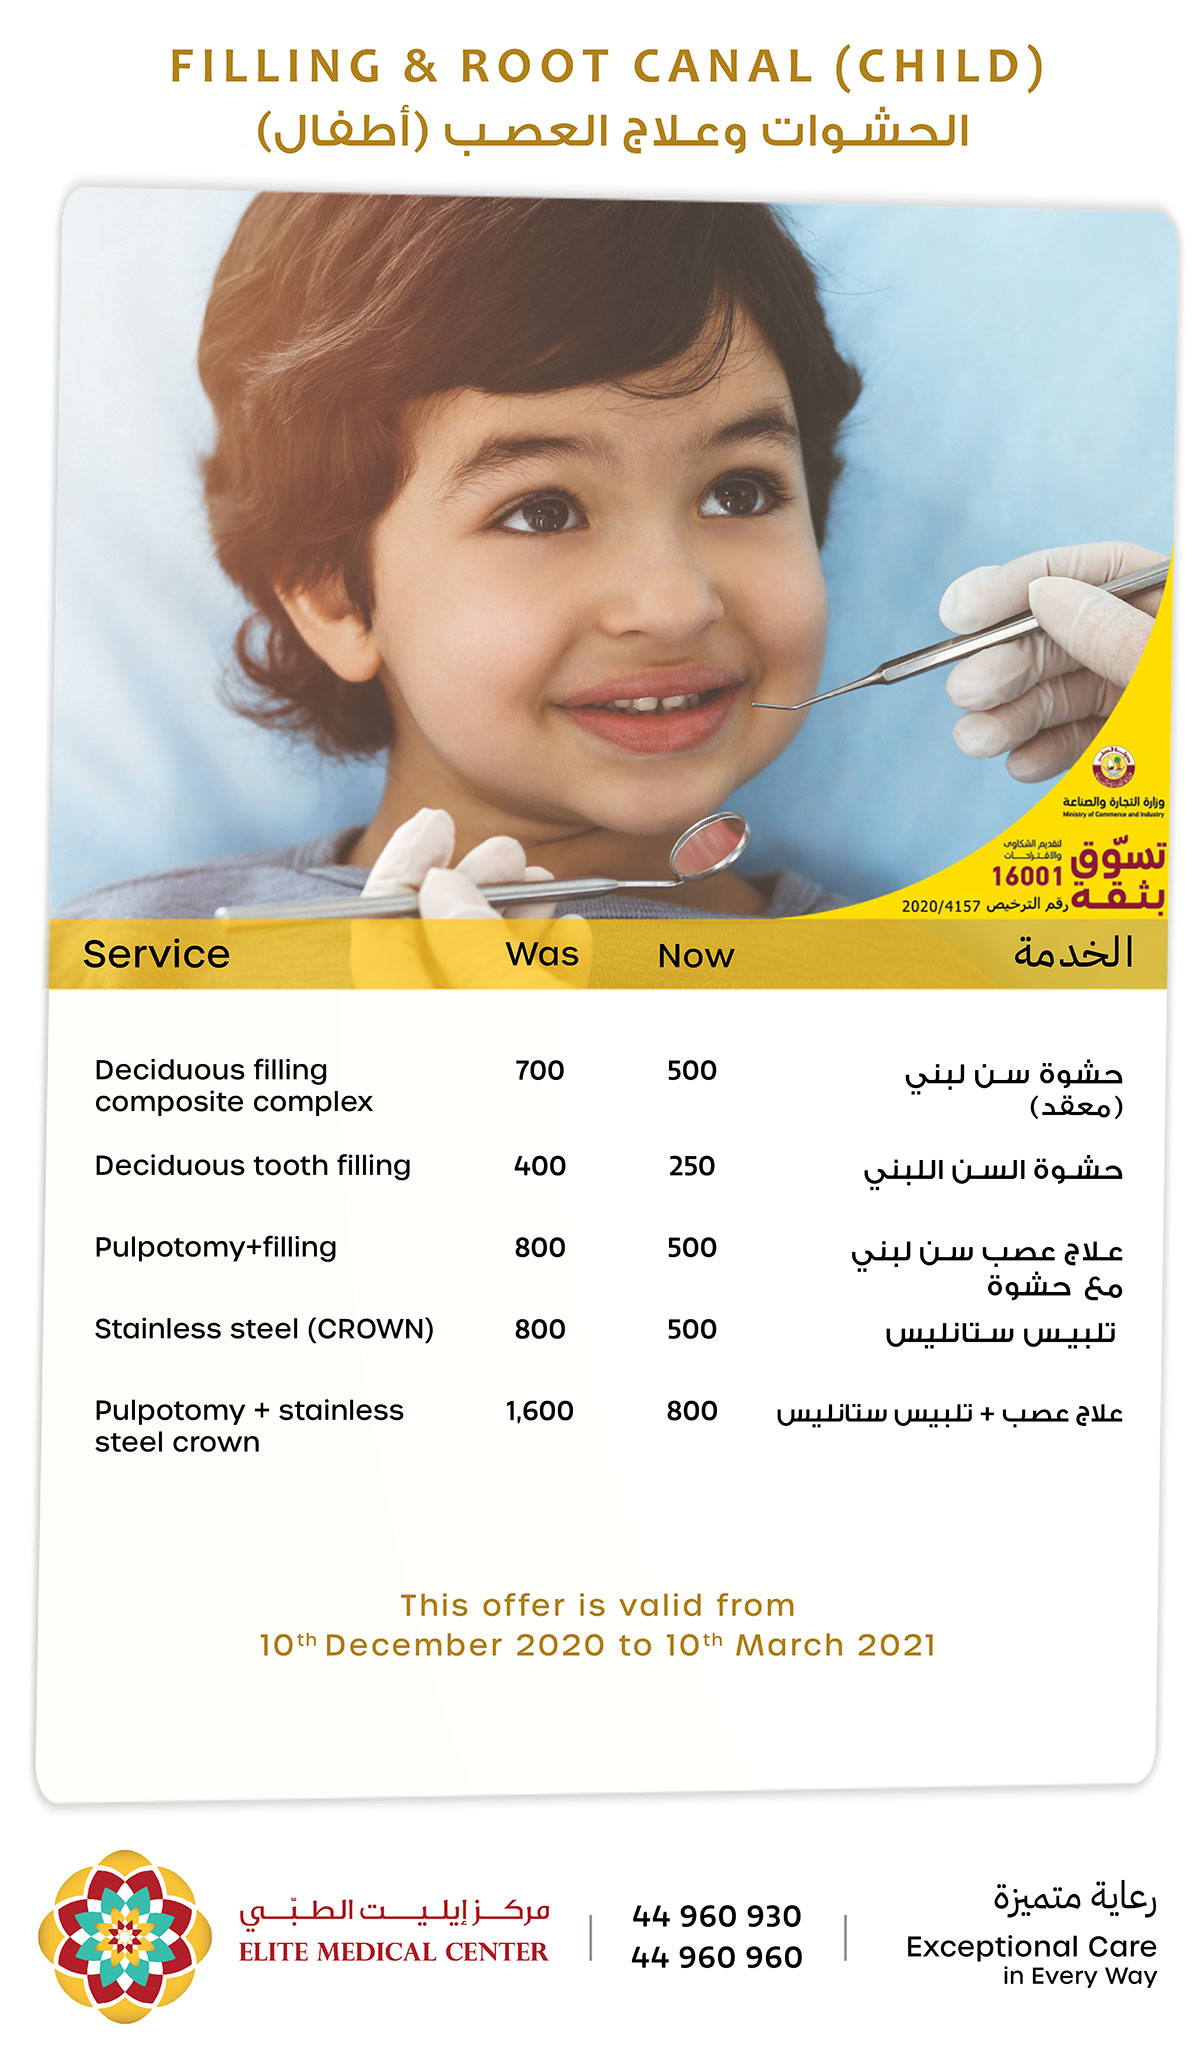 FILLING & ROOT CANAL (CHILD)
الحشوات وعلاج العصب (أطفال)
وزارة التجارة والصناعة
Ministry of Commerce and Industry
تسوّق
بثقة
لتقديم الشكاوى
والاقتراحات
16001
رقم الترخيص 2020/4157
Service Was Now الخدمة
Deciduous filling 700 500 حشوة سن لبني
composite complex (معقد)
Deciduous tooth filling 400 250 حشوة السن اللبني
Pulpotomy+filling 800 500 علاج عصب سن لبني
مع حشوة
Stainless steel (CROWN) 800 500 تلبيس ستانليس
Pulpotomy + stainless 1,600 800 علاج عصب + تلبيس ستانليس
steel crown
This offer is valid from
10th December 2020 to 10th March 2021
مركز إيليت الطبّي
ELITE MEDICAL CENTER
44 960 930
44 960 960
رعاية متميزة
Exceptional Care
in Every Way